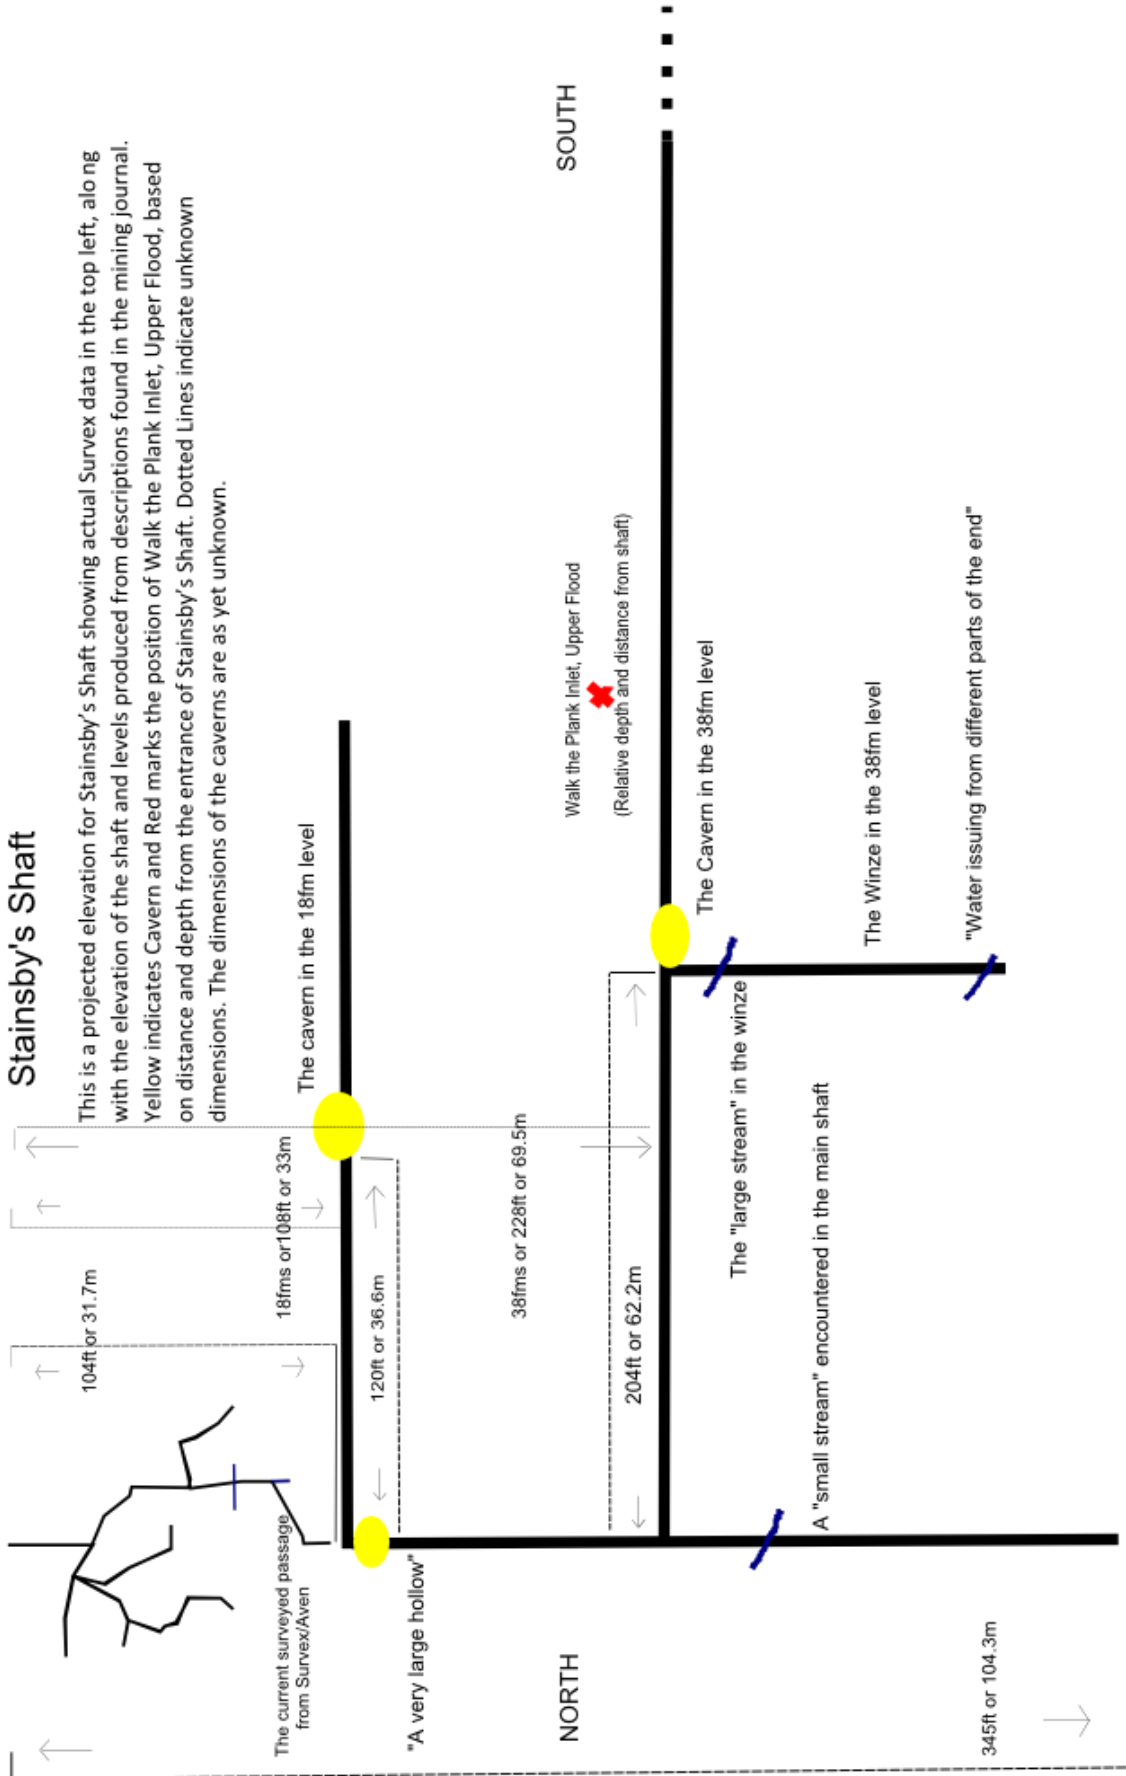 Stainsby's Shaft
This is a projected elevation for Stainsby's Shaft showing actual Survex data in the top left, along
with the elevation of the shaft and levels produced from descriptions found in the mining journal.
Yellow indicates Cavern and Red marks the position of Walk the Plank Inlet, Upper Flood, based
on distance and depth from the entrance of Stainsby's Shaft. Dotted Lines indicate unknown
dimensions. The dimensions of the caverns are as yet unknown.
104ft or 31.7m
18fms or108ft or 33m
The current surveyed passage
from Survex/Aven
The cavern in the 18fm level
120ft or 36.6m
"A very large hollow"
38fms or 228ft or 69.5m
NORTH
SOUTH
Walk the Plank Inlet, Upper Flood
(Relative depth and distance from shaft)
204ft or 62.2m
The Cavern in the 38fm level
The "large stream" in the winze
A "small stream" encountered in the main shaft
The Winze in the 38fm level
"Water issuing from different parts of the end"
345ft or 104.3m